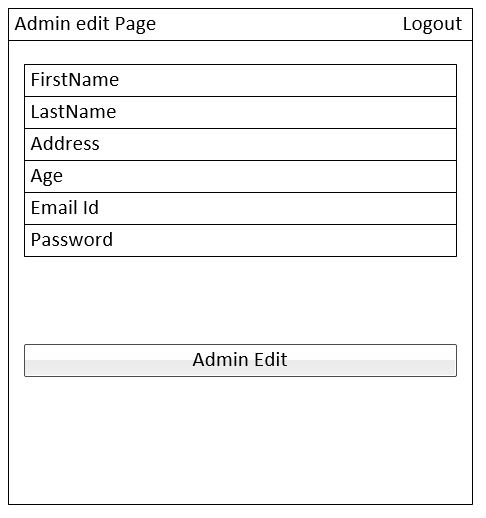 Admin edit Page Logout
FirstName
LastName
Address
Age
Email Id
Password
Admin Edit